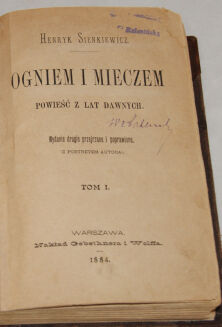 HENRYK SIENKIEWICZ.
OGNIEM I MIECZEM
POWIEŚĆ Z LAT DAWNYCH.
Wydanie drugie przejrzane i poprawione.
(Z PORTRETEM AUTORA).
TOM I.
WARSZAWA.
Nakład Gebethnera i Wolffa.
1884.